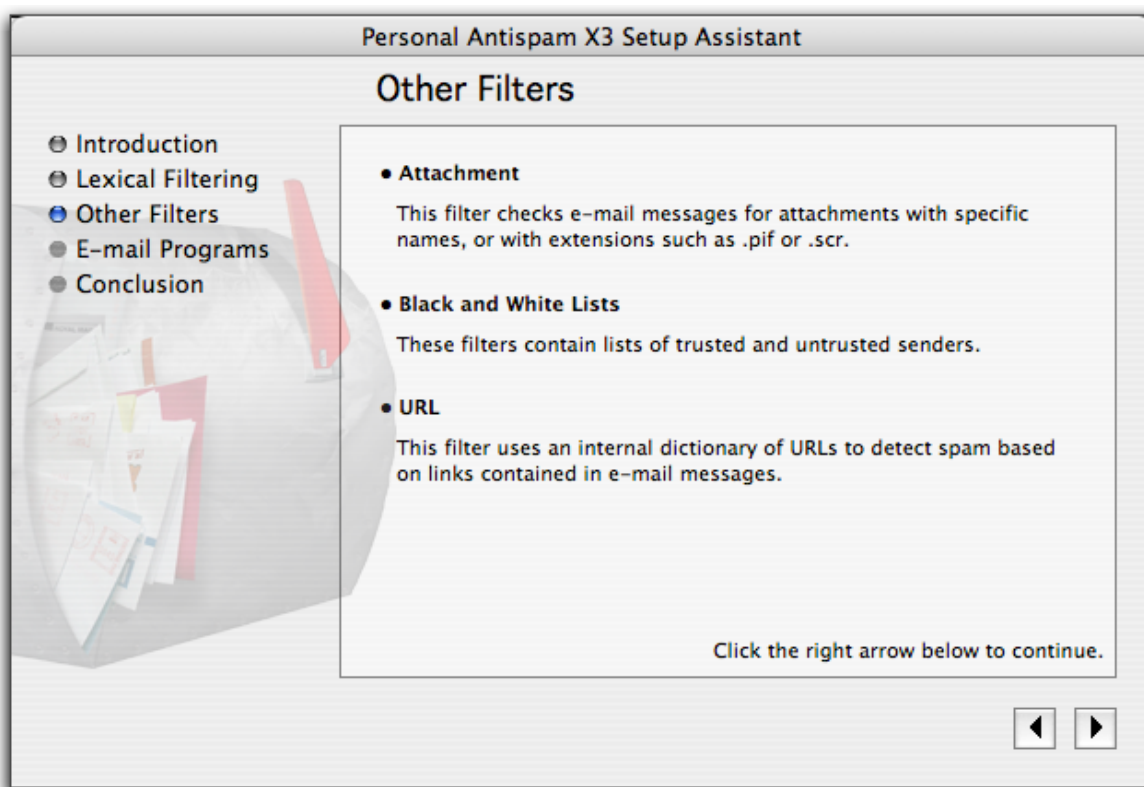 Personal Antispam X3 Setup Assistant
Other Filters
Introduction
Lexical Filtering
Other Filters
E-mail Programs
Conclusion
• Attachment
This filter checks e-mail messages for attachments with specific
names, or with extensions such as .pif or .scr.
• Black and White Lists
These filters contain lists of trusted and untrusted senders.
• URL
This filter uses an internal dictionary of URLs to detect spam based
on links contained in e-mail messages.
Click the right arrow below to continue.